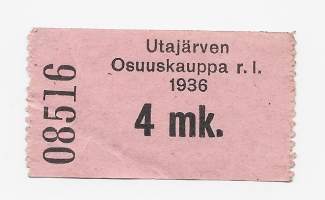 08516
Utajärven
Osuuskauppa r. l.
1936
4 mk.